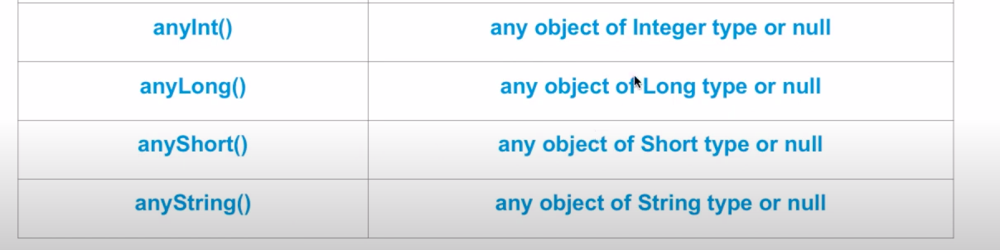 anyInt() any object of Integer type or null
anyLong() any object of Long type or null
anyShort() any object of Short type or null
anyString() any object of String type or null